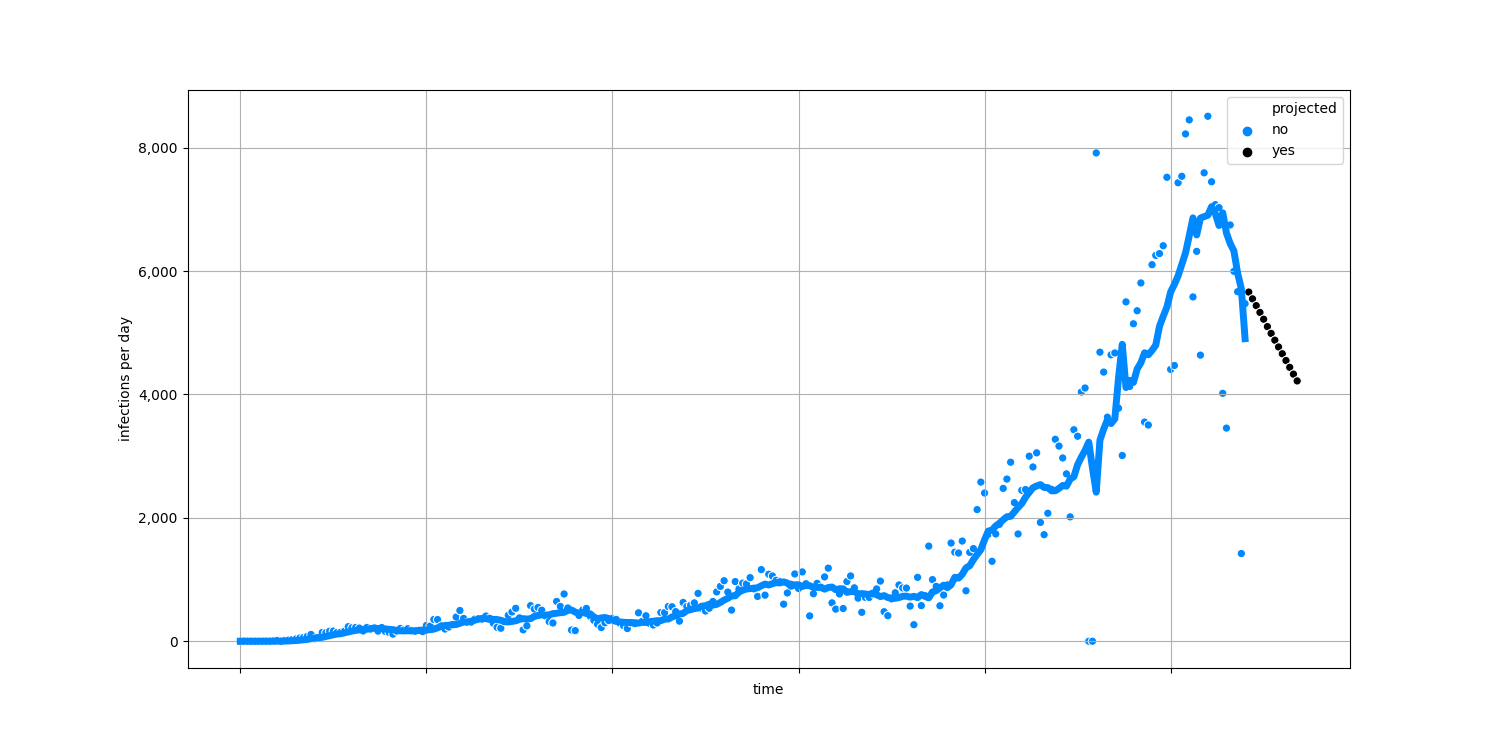 projected
no
yes
8,000
6,000
4,000
2,000
0
infections per day
time